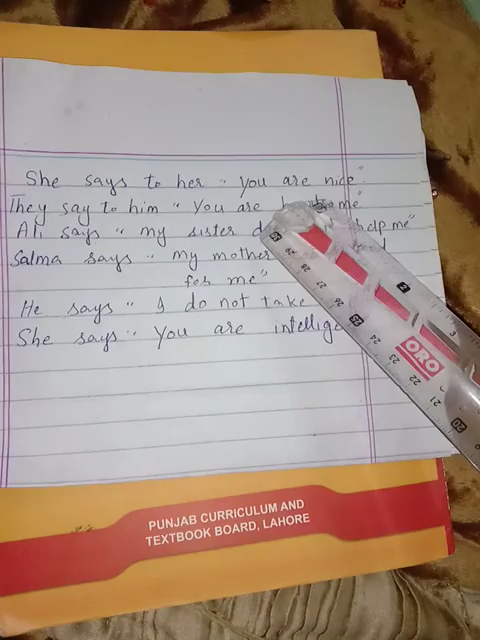 She says to her " You are nice"
They say to him " You are me"
Ali says " my sister help me"
Salma says " my mother
for me"
He says " I do not take
She says " You are
ORO
PUNJAB CURRICULUM AND
TEXTBOOK BOARD, LAHORE